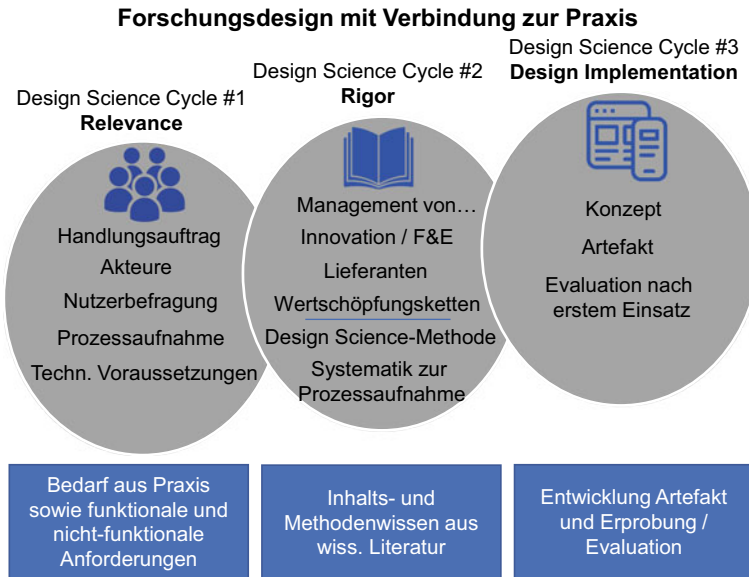 Forschungsdesign mit Verbindung zur Praxis
Design Science Cycle #1
Relevance
Handlungsauftrag
Akteure
Nutzerbefragung
Prozessaufnahme
Techn. Voraussetzungen
Bedarf aus Praxis
sowie funktionale und
nicht-funktionale
Anforderungen
Design Science Cycle #2
Rigor
Management von…
Innovation / F&E
Lieferanten
Wertschöpfungsketten
Design Science-Methode
Systematik zur
Prozessaufnahme
Inhalts- und
Methodenwissen aus
wiss. Literatur
Design Science Cycle #3
Design Implementation
Konzept
Artefakt
Evaluation nach
erstem Einsatz
Entwicklung Artefakt
und Erprobung /
Evaluation